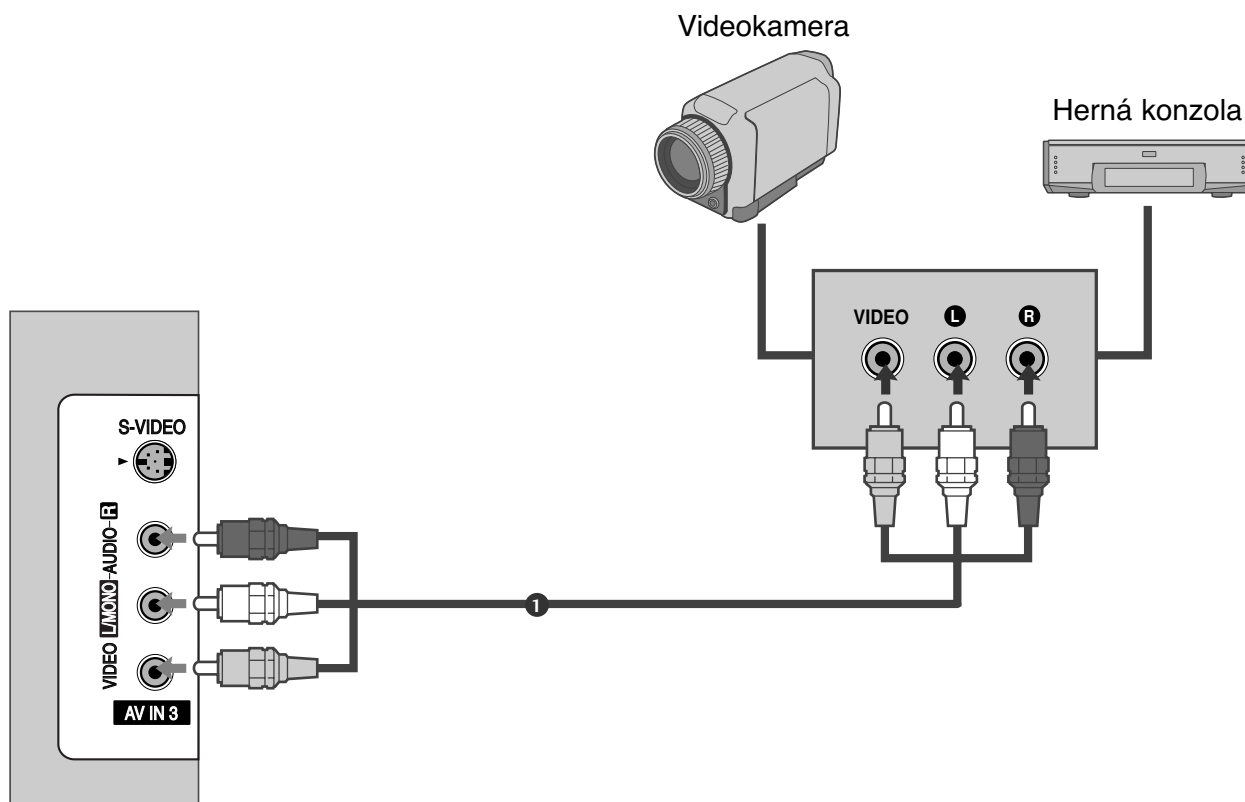 Videokamera
Herná konzola
VIDEO L R
S-VIDEO
VIDEO L/MONO-AUDIO-R
1
AV IN 3